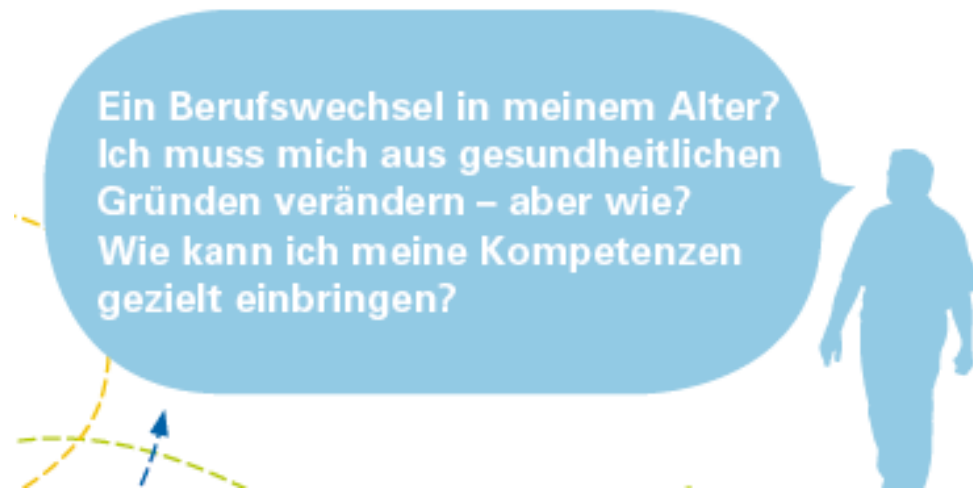 Ein Berufswechsel in meinem Alter?
Ich muss mich aus gesundheitlichen
Gründen verändern – aber wie?
Wie kann ich meine Kompetenzen
gezielt einbringen?